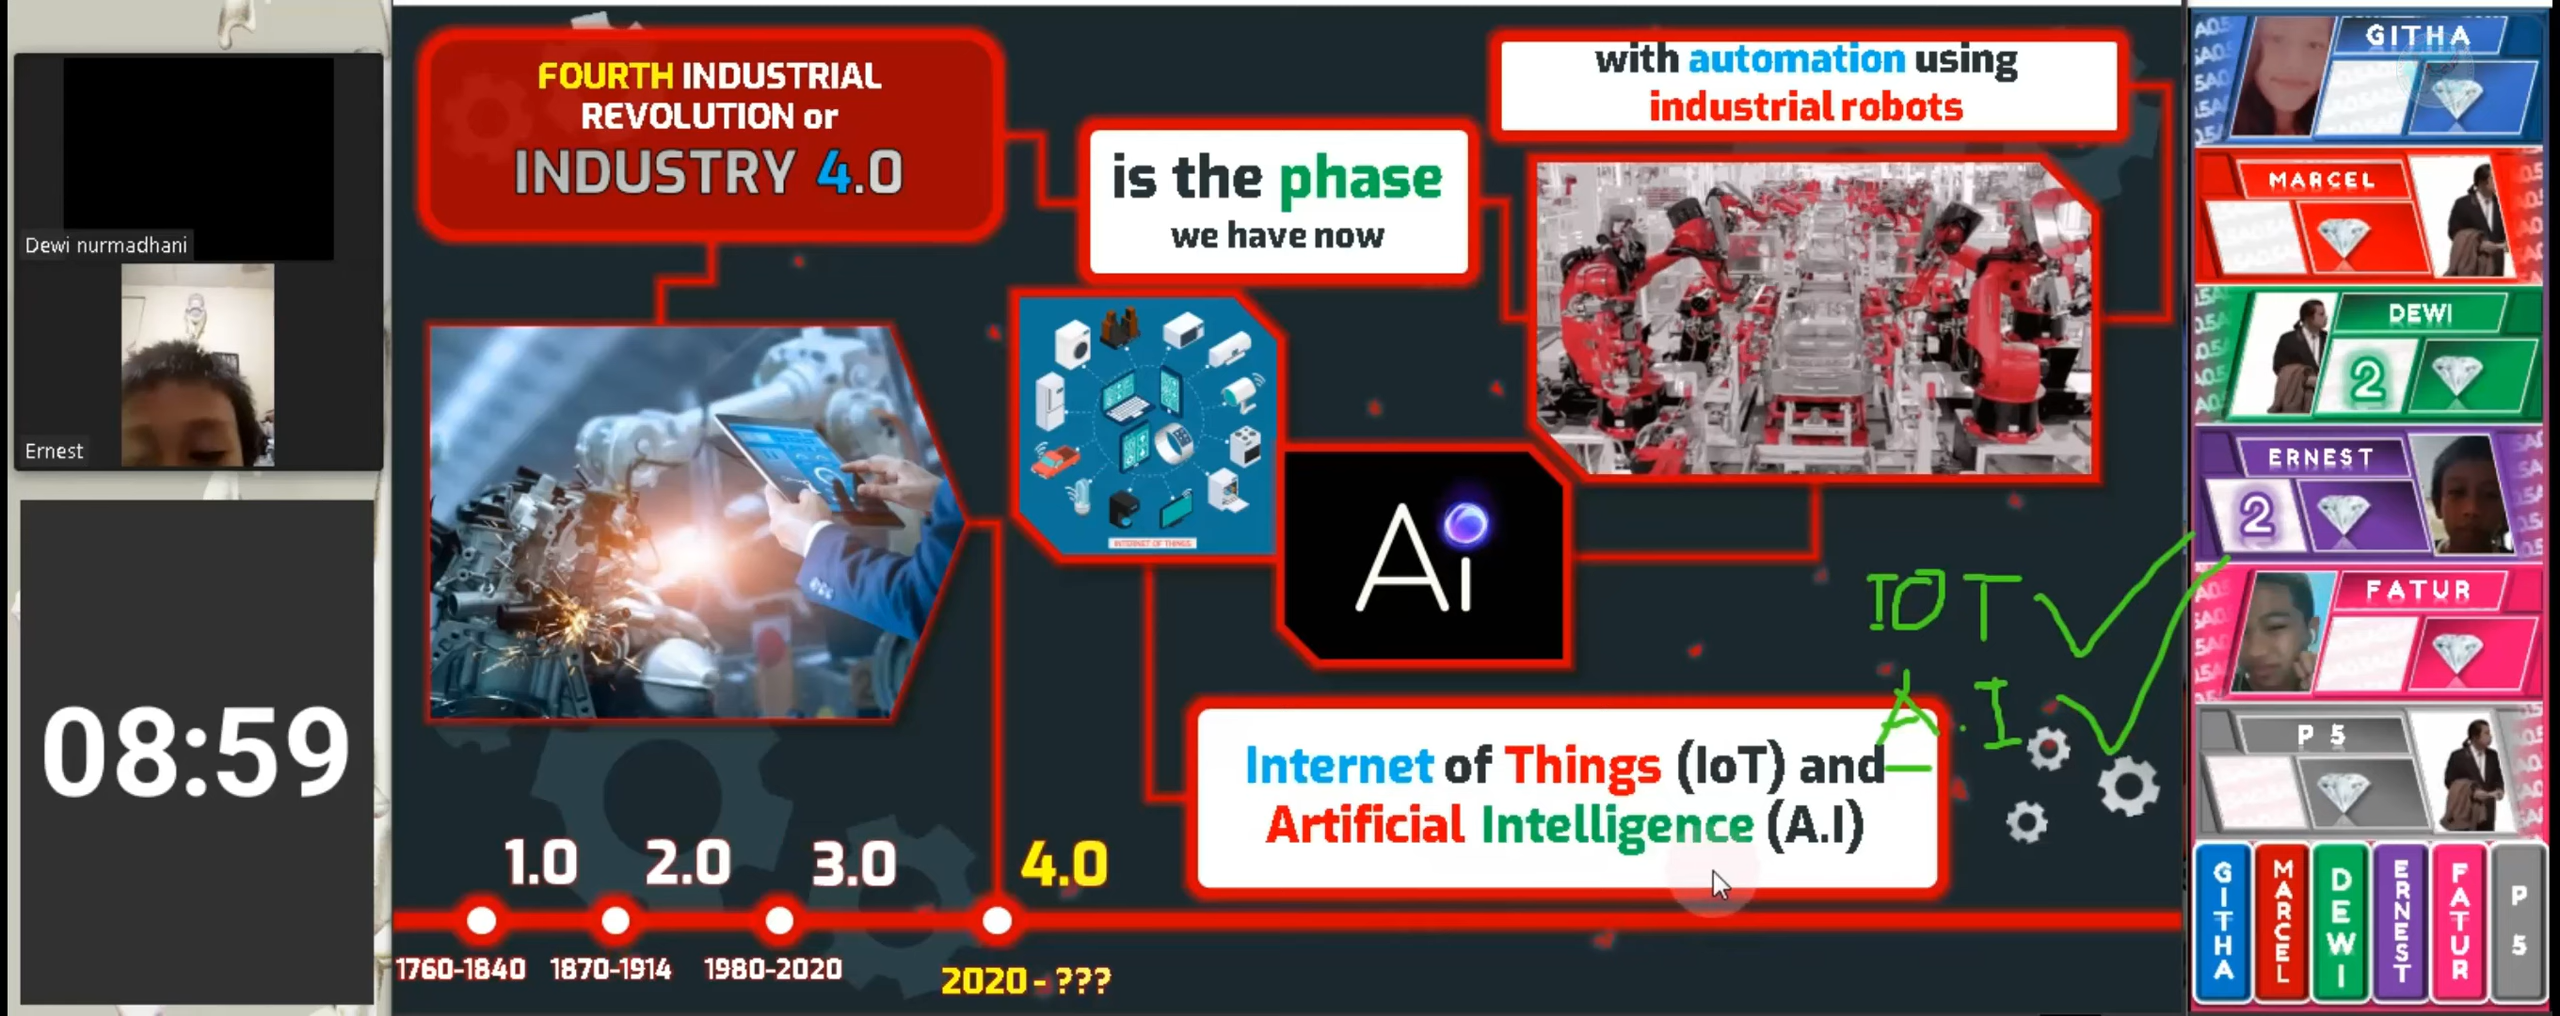 Dewi nurmadhani
Ernest
08:59
FOURTH INDUSTRIAL
REVOLUTION or
INDUSTRY 4.0
is the phase
we have now
with automation using
industrial robots
INTERNET OF THINGS
Ai
IOT
A.I
Internet of Things (IoT) and
Artificial Intelligence (A.I)
1.0
2.0
3.0
4.0
1760-1840
1870-1914
1980-2020
2020 - ???
GITHA
MARCEL
DEWI
2
ERNEST
2
FATUR
P 5
GITHA
MARCEL
DEWI
ERNEST
FATUR
P 5